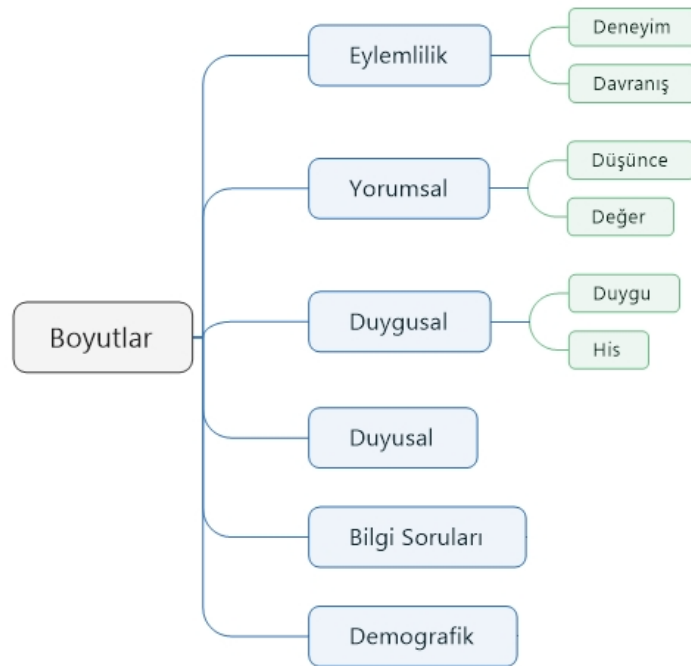 Boyutlar
Eylemlilik
Deneyim
Davranış
Yorumsal
Düşünce
Değer
Duygusal
Duygu
His
Duyusal
Bilgi Soruları
Demografik